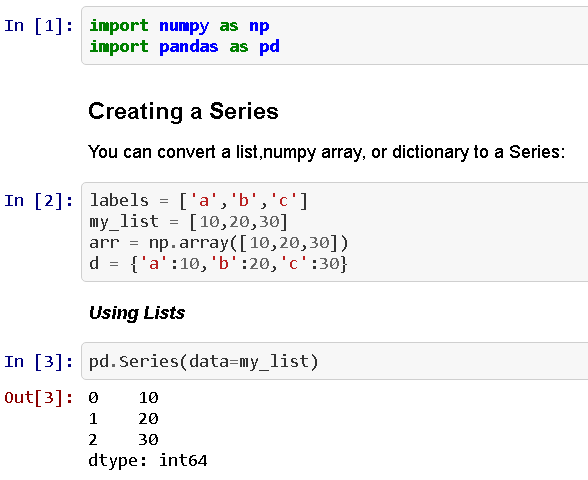 In [1]: import numpy as np
import pandas as pd
Creating a Series
You can convert a list,numpy array, or dictionary to a Series:
In [2]: labels = ['a','b','c']
my_list = [10,20,30]
arr = np.array([10,20,30])
d = {'a':10,'b':20,'c':30}
Using Lists
In [3]: pd.Series(data=my_list)
Out[3]: 0    10
1    20
2    30
dtype: int64